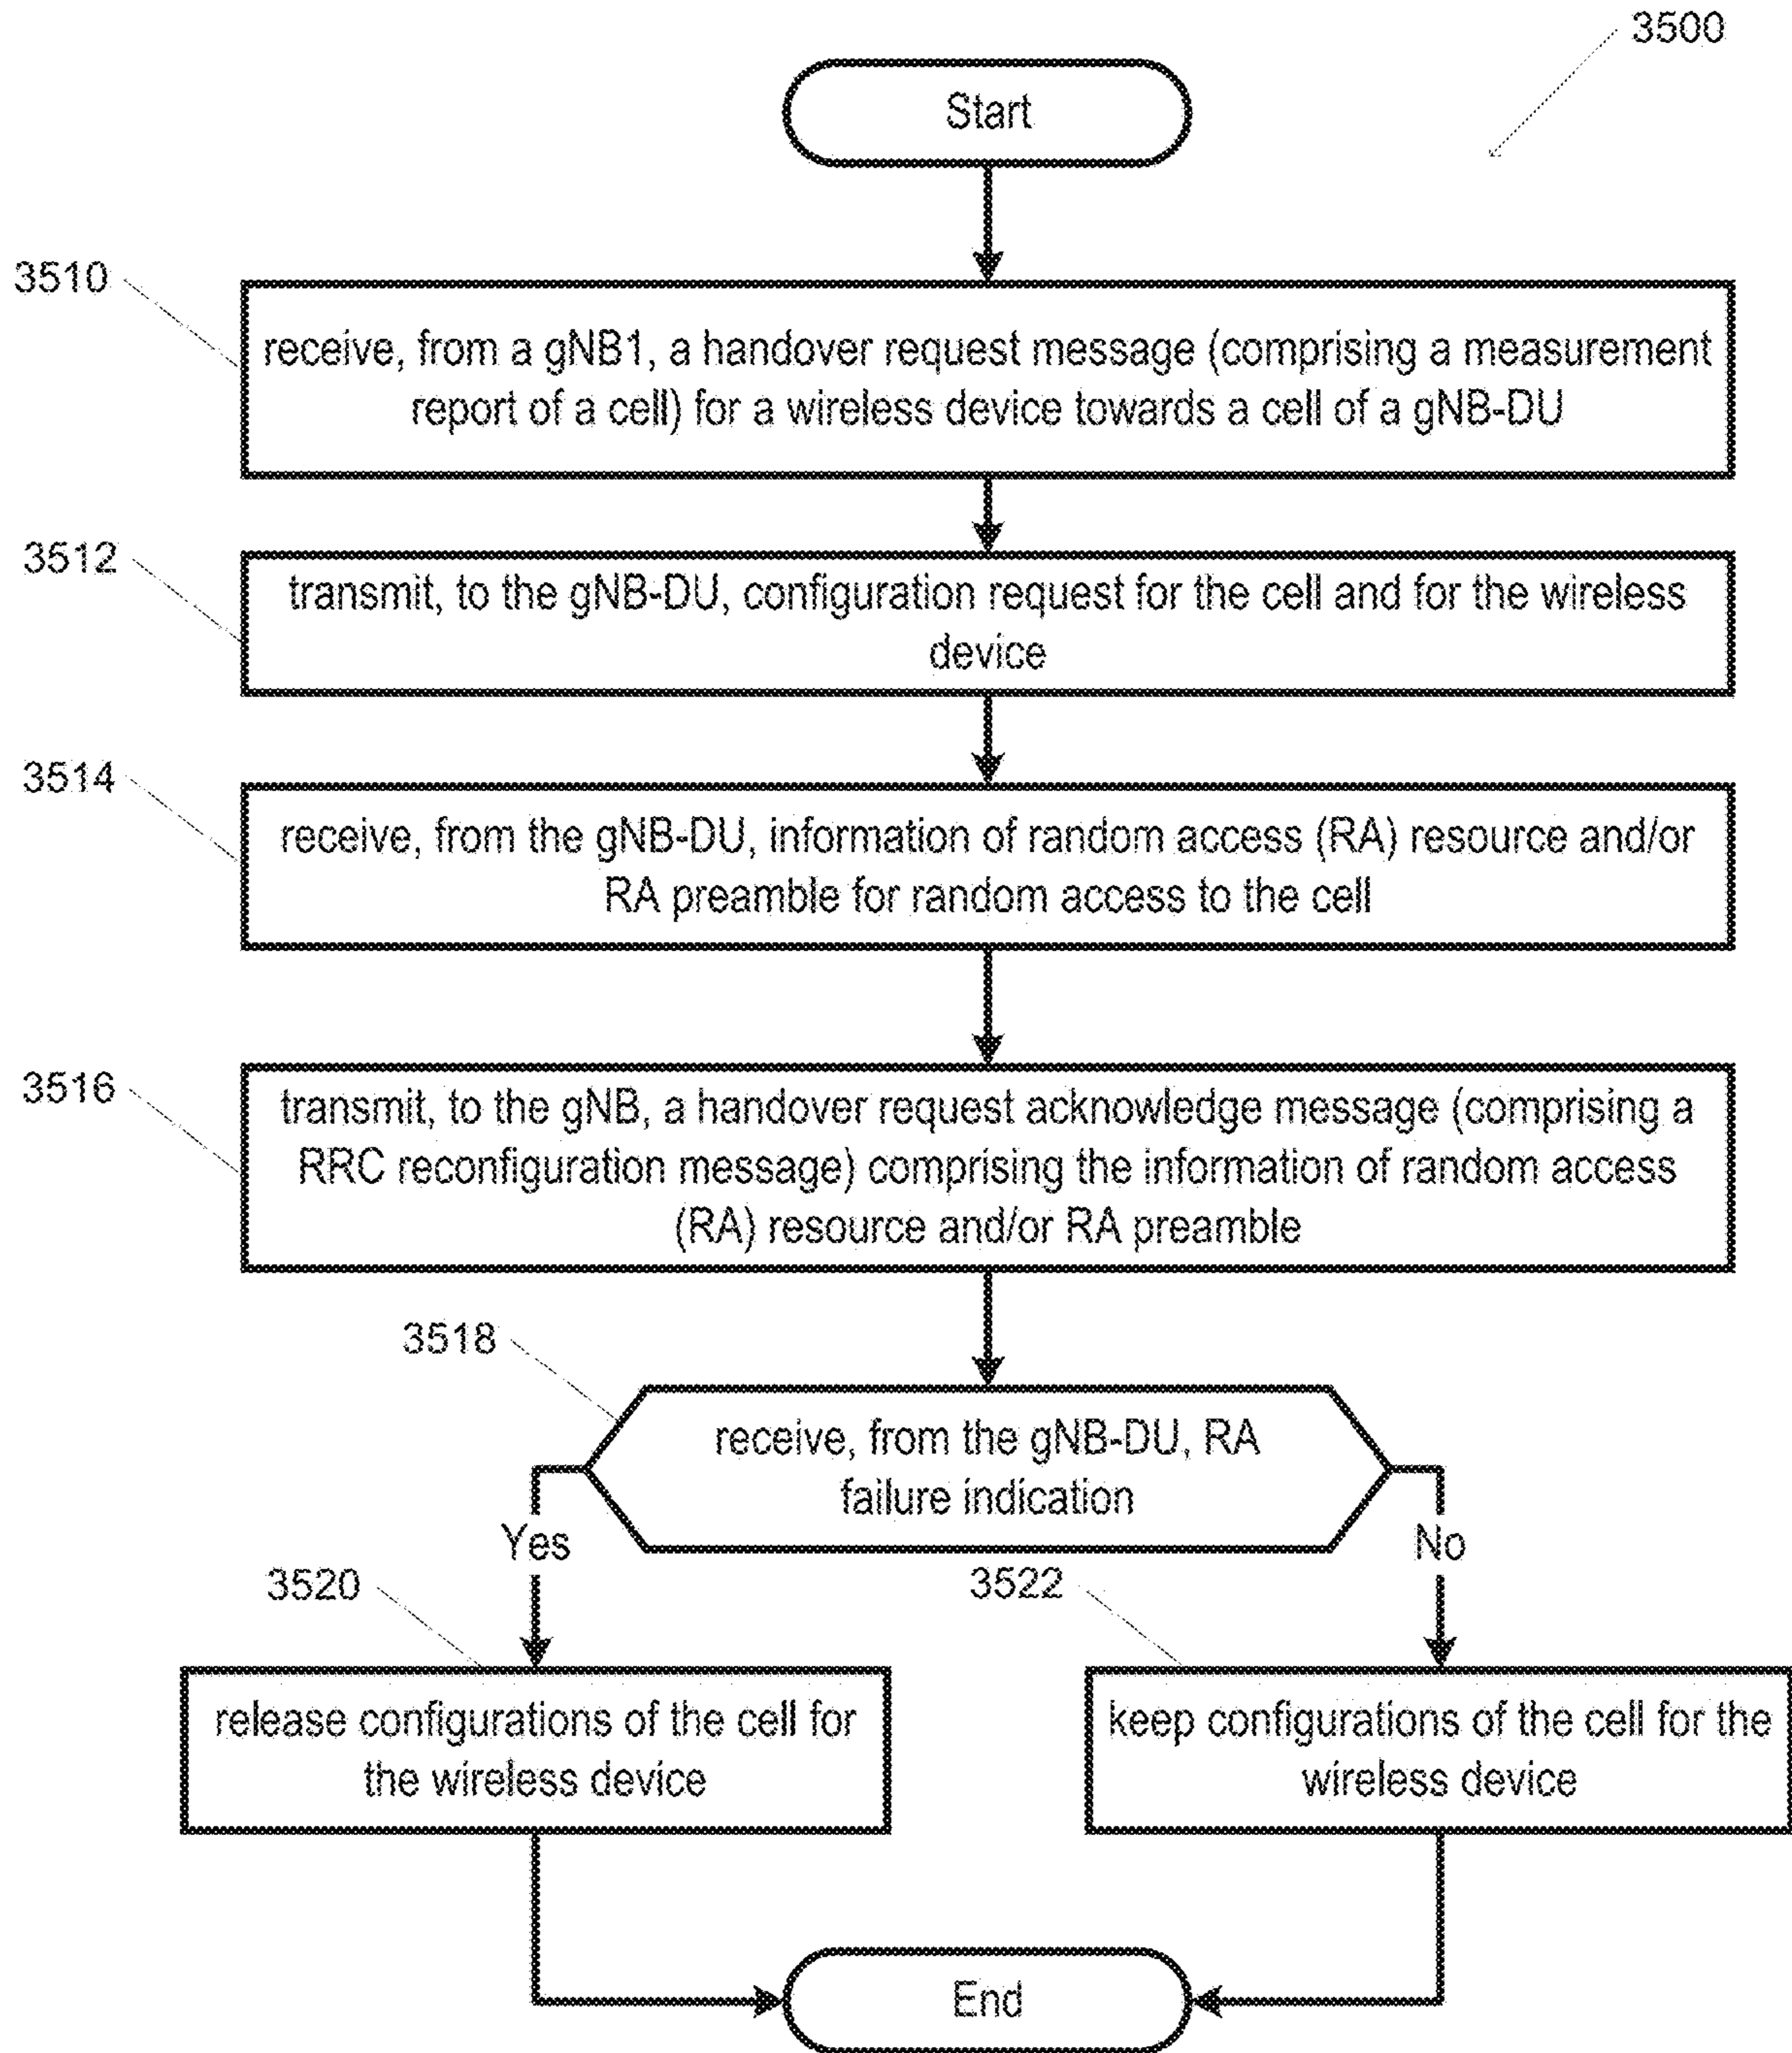 3500
Start
3510
receive, from a gNB1, a handover request message (comprising a measurement
report of a cell) for a wireless device towards a cell of a gNB-DU
3512
transmit, to the gNB-DU, configuration request for the cell and for the wireless
device
3514
receive, from the gNB-DU, information of random access (RA) resource and/or
RA preamble for random access to the cell
3516
transmit, to the gNB, a handover request acknowledge message (comprising a
RRC reconfiguration message) comprising the information of random access
(RA) resource and/or RA preamble
3518
receive, from the gNB-DU, RA
failure indication
Yes
No
3520
3522
release configurations of the cell for
the wireless device
keep configurations of the cell for the
wireless device
End